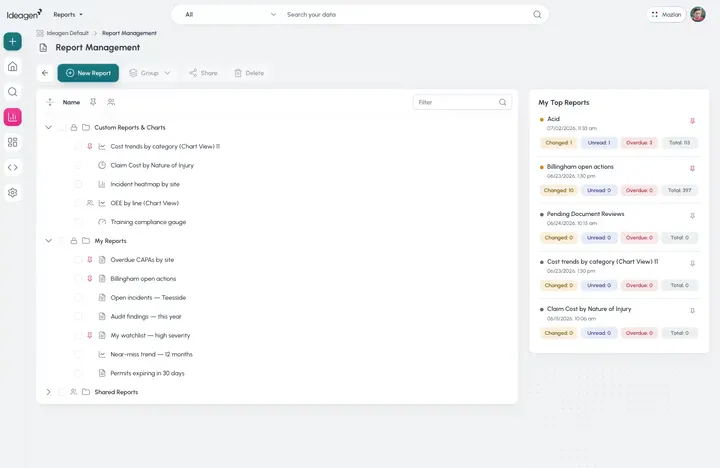 Ideagen
Reports
All
Search your data
Mazlan
Ideagen Default > Report Management
Report Management
New Report
Group
Share
Delete
Name
Filter
Custom Reports & Charts
Cost trends by category (Chart View) 11
Claim Cost by Nature of Injury
Incident heatmap by site
OEE by line (Chart View)
Training compliance gauge
My Reports
Overdue CAPAs by site
Billingham open actions
Open incidents — Teesside
Audit findings — this year
My watchlist — high severity
Near-miss trend — 12 months
Permits expiring in 30 days
Shared Reports
My Top Reports
Acid
07/02/2026, 11:33 am
Changed: 1
Unread: 1
Overdue: 3
Total: 113
Billingham open actions
06/23/2026, 1:30 pm
Changed: 10
Unread: 0
Overdue: 0
Total: 397
Pending Document Reviews
06/24/2026, 10:15 am
Changed: 0
Unread: 0
Overdue: 0
Total: 0
Cost trends by category (Chart View) 11
06/23/2026, 1:30 pm
Changed: 0
Unread: 0
Overdue: 0
Total: 0
Claim Cost by Nature of Injury
06/11/2026, 10:06 am
Changed: 0
Unread: 0
Overdue: 0
Total: 0